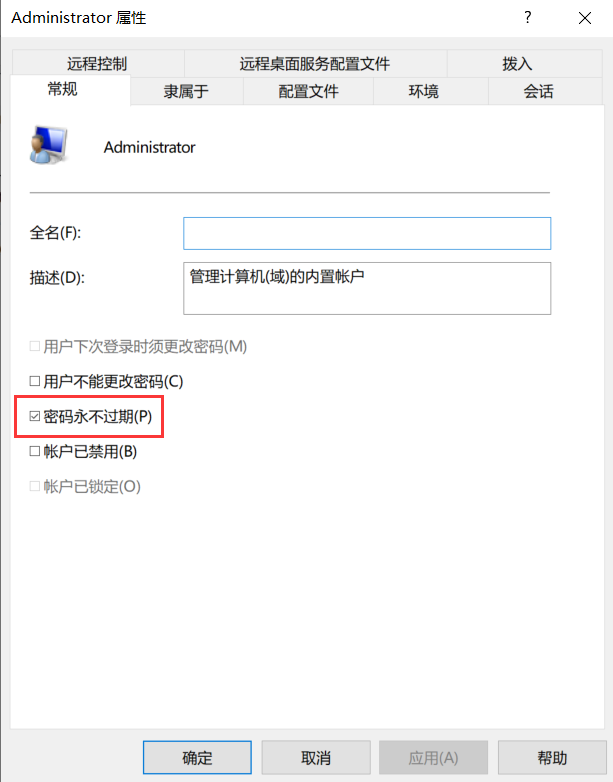 Administrator 属性
?
远程控制 远程桌面服务配置文件 拨入
常规 隶属于 配置文件 环境 会话
Administrator
全名(F):
描述(D): 管理计算机(域)的内置帐户
用户下次登录时须更改密码(M)
用户不能更改密码(C)
密码永不过期(P)
帐户已禁用(B)
帐户已锁定(O)
确定 取消 应用(A) 帮助